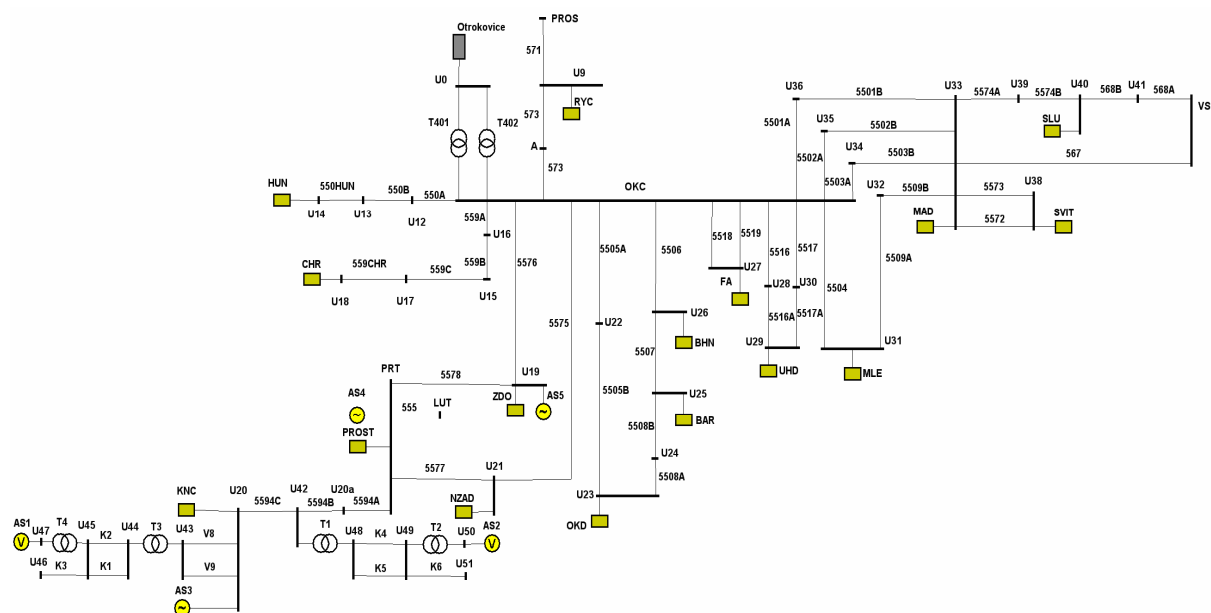 PROS
Otrokovice
571
U9
U0
RYC
573
T401
T402
A
573
U36
5501B
U33
5574A
U39
5574B
U40
568B
U41
568A
VS
5501A
U35
5502B
SLU
5502A
U34
5503B
567
5503A
U32
5509B
5573
U38
HUN
550HUN
550B
550A
OKC
U14
U13
U12
559A
U16
MAD
5572
SVIT
5576
5505A
5506
5518
5519
5516
5517
5509A
CHR
559CHR
559C
559B
U15
U18
U17
U27
FA
U28
U30
5504
U26
5516A
5517A
U22
5575
BHN
U29
U31
5507
UHD
MLE
PRT
5578
U19
AS4
555
LUT
ZDO
AS5
5505B
U25
BAR
PROST
5508B
U24
5577
U21
5508A
KNC
U20
U42
U20a
5594C
5594B
5594A
NZAD
U23
OKD
AS1
U47
T4
U45
K2
U44
T3
U43
V8
T1
U48
K4
U49
T2
U50
AS2
V
V
U46
K3
K1
V9
K5
K6
U51
AS3